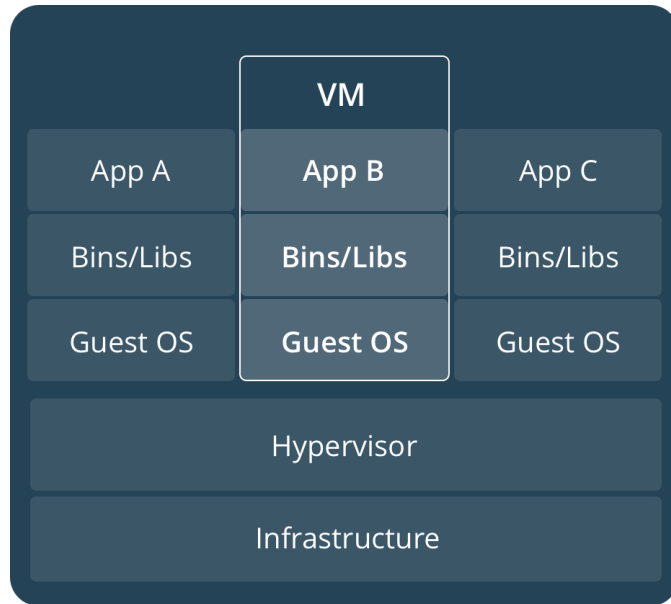 VM
App A App B App C
Bins/Libs Bins/Libs Bins/Libs
Guest OS Guest OS Guest OS
Hypervisor
Infrastructure